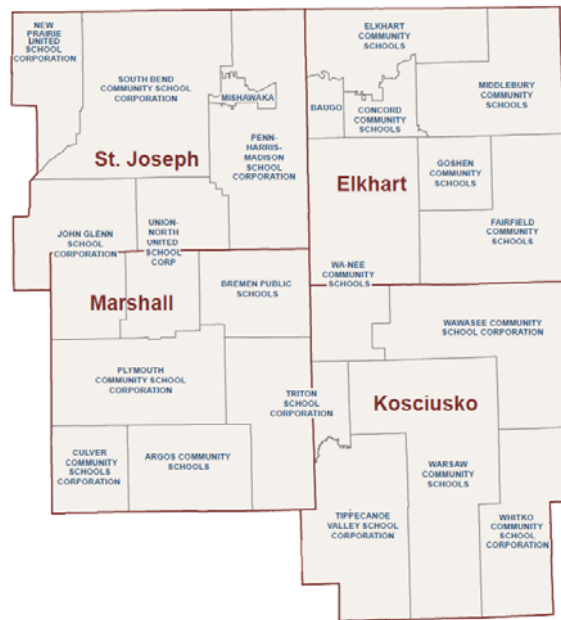 NEW
PRAIRIE
UNITED
SCHOOL
CORPORATION
SOUTH BEND
COMMUNITY SCHOOL
CORPORATION
MISHAWAKA
PENN-
HARRIS-
MADISON
SCHOOL
CORPORATION
St. Joseph
JOHN GLENN
SCHOOL
CORPORATION
UNION-
NORTH
UNITED
SCHOOL
CORP
ELKHART
COMMUNITY
SCHOOLS
BAUGO
CONCORD
COMMUNITY
SCHOOLS
MIDDLEBURY
COMMUNITY
SCHOOLS
Elkhart
GOSHEN
COMMUNITY
SCHOOLS
FAIRFIELD
COMMUNITY
SCHOOLS
WA-NEE
COMMUNITY
SCHOOLS
Marshall
BREMEN PUBLIC
SCHOOLS
PLYMOUTH
COMMUNITY SCHOOL
CORPORATION
TRITON
SCHOOL
CORPORATION
CULVER
COMMUNITY
SCHOOLS
CORPORATION
ARGOS COMMUNITY
SCHOOLS
WAWASEE COMMUNITY
SCHOOL CORPORATION
Kosciusko
WARSAW
COMMUNITY
SCHOOLS
TIPPECANOE
VALLEY SCHOOL
CORPORATION
WHITKO
COMMUNITY
SCHOOL
CORPORATION